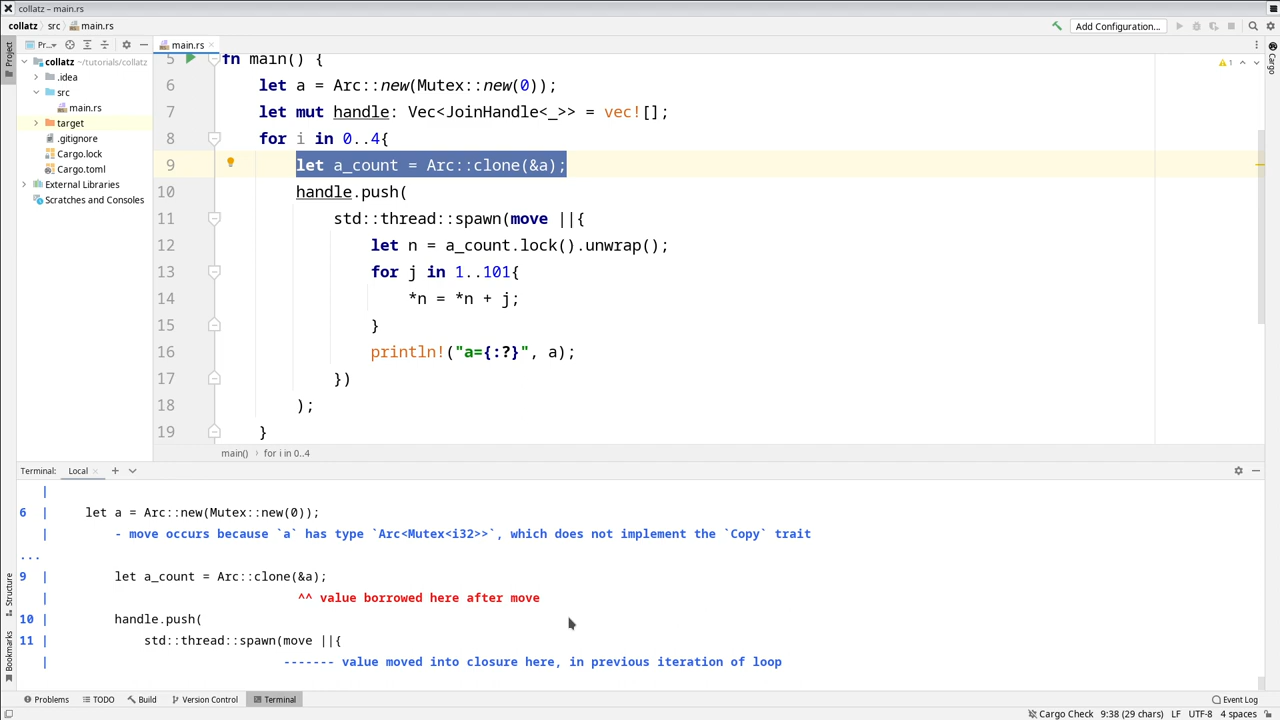 collatz – main.rs
collatz
src
main.rs
Add Configuration...
Project
Pr...
main.rs
Cargo
collatz ~/tutorials/collatz
.idea
src
main.rs
target
.gitignore
Cargo.lock
Cargo.toml
External Libraries
Scratches and Consoles
1
5 fn main() {
6 let a = Arc::new(Mutex::new(0));
7 let mut handle: Vec<JoinHandle<_>> = vec![];
8 for i in 0..4{
9 let a_count = Arc::clone(&a);
10 handle.push(
11 std::thread::spawn(move ||{
12 let n = a_count.lock().unwrap();
13 for j in 1..101{
14 *n = *n + j;
15 }
16 println!("a={:?}", a);
17 })
18 );
19 }
main() › for i in 0..4
Terminal: Local
|
6 | let a = Arc::new(Mutex::new(0));
| - move occurs because `a` has type `Arc<Mutex<i32>>`, which does not implement the `Copy` trait
...
9 | let a_count = Arc::clone(&a);
| ^^ value borrowed here after move
10 | handle.push(
11 | std::thread::spawn(move ||{
| ------- value moved into closure here, in previous iteration of loop
Structure
Bookmarks
Problems
TODO
Build
Version Control
Terminal
Event Log
Cargo Check
9:38 (29 chars)
LF
UTF-8
4 spaces